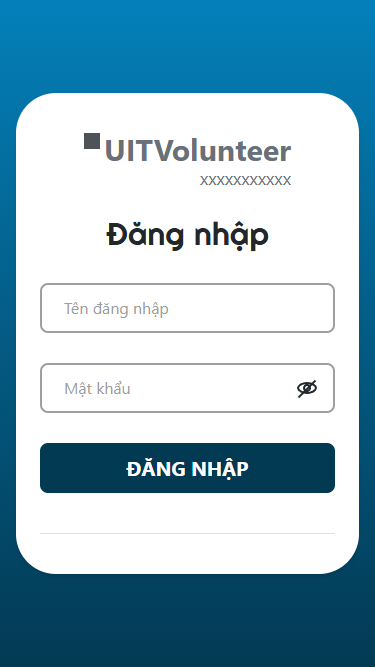 UITVolunteer
xxxxxxxxxxx
Đăng nhập
Tên đăng nhập
Mật khẩu
ĐĂNG NHẬP